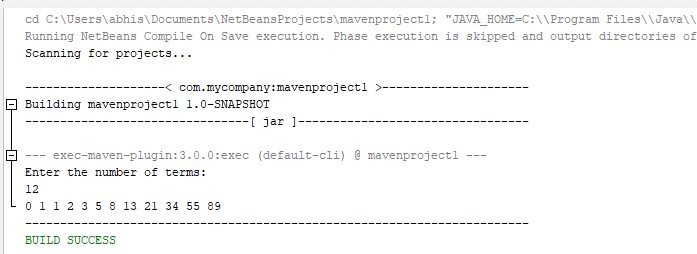 cd C:\Users\abhis\Documents\NetBeansProjects\mavenproject1; "JAVA_HOME=C:\\Program Files\\Java\\
Running NetBeans Compile On Save execution. Phase execution is skipped and output directories of
Scanning for projects...
--------------------< com.mycompany:mavenproject1 >---------------------
Building mavenproject1 1.0-SNAPSHOT
--------------------------------[ jar ]---------------------------------
--- exec-maven-plugin:3.0.0:exec (default-cli) @ mavenproject1 ---
Enter the number of terms:
12
0 1 1 2 3 5 8 13 21 34 55 89
------------------------------------------------------------------------
BUILD SUCCESS